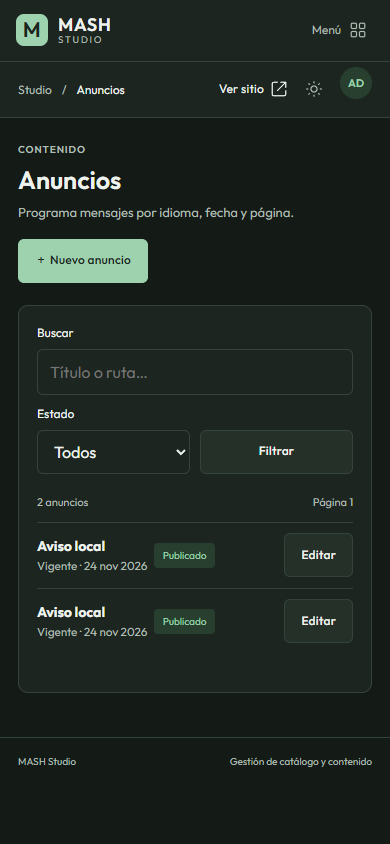 M MASH
STUDIO
Menú
Studio / Anuncios
Ver sitio
AD
CONTENIDO
Anuncios
Programa mensajes por idioma, fecha y página.
+ Nuevo anuncio
Buscar
Título o ruta...
Estado
Todos
Filtrar
2 anuncios
Página 1
Aviso local
Vigente · 24 nov 2026
Publicado
Editar
Aviso local
Vigente · 24 nov 2026
Publicado
Editar
MASH Studio
Gestión de catálogo y contenido